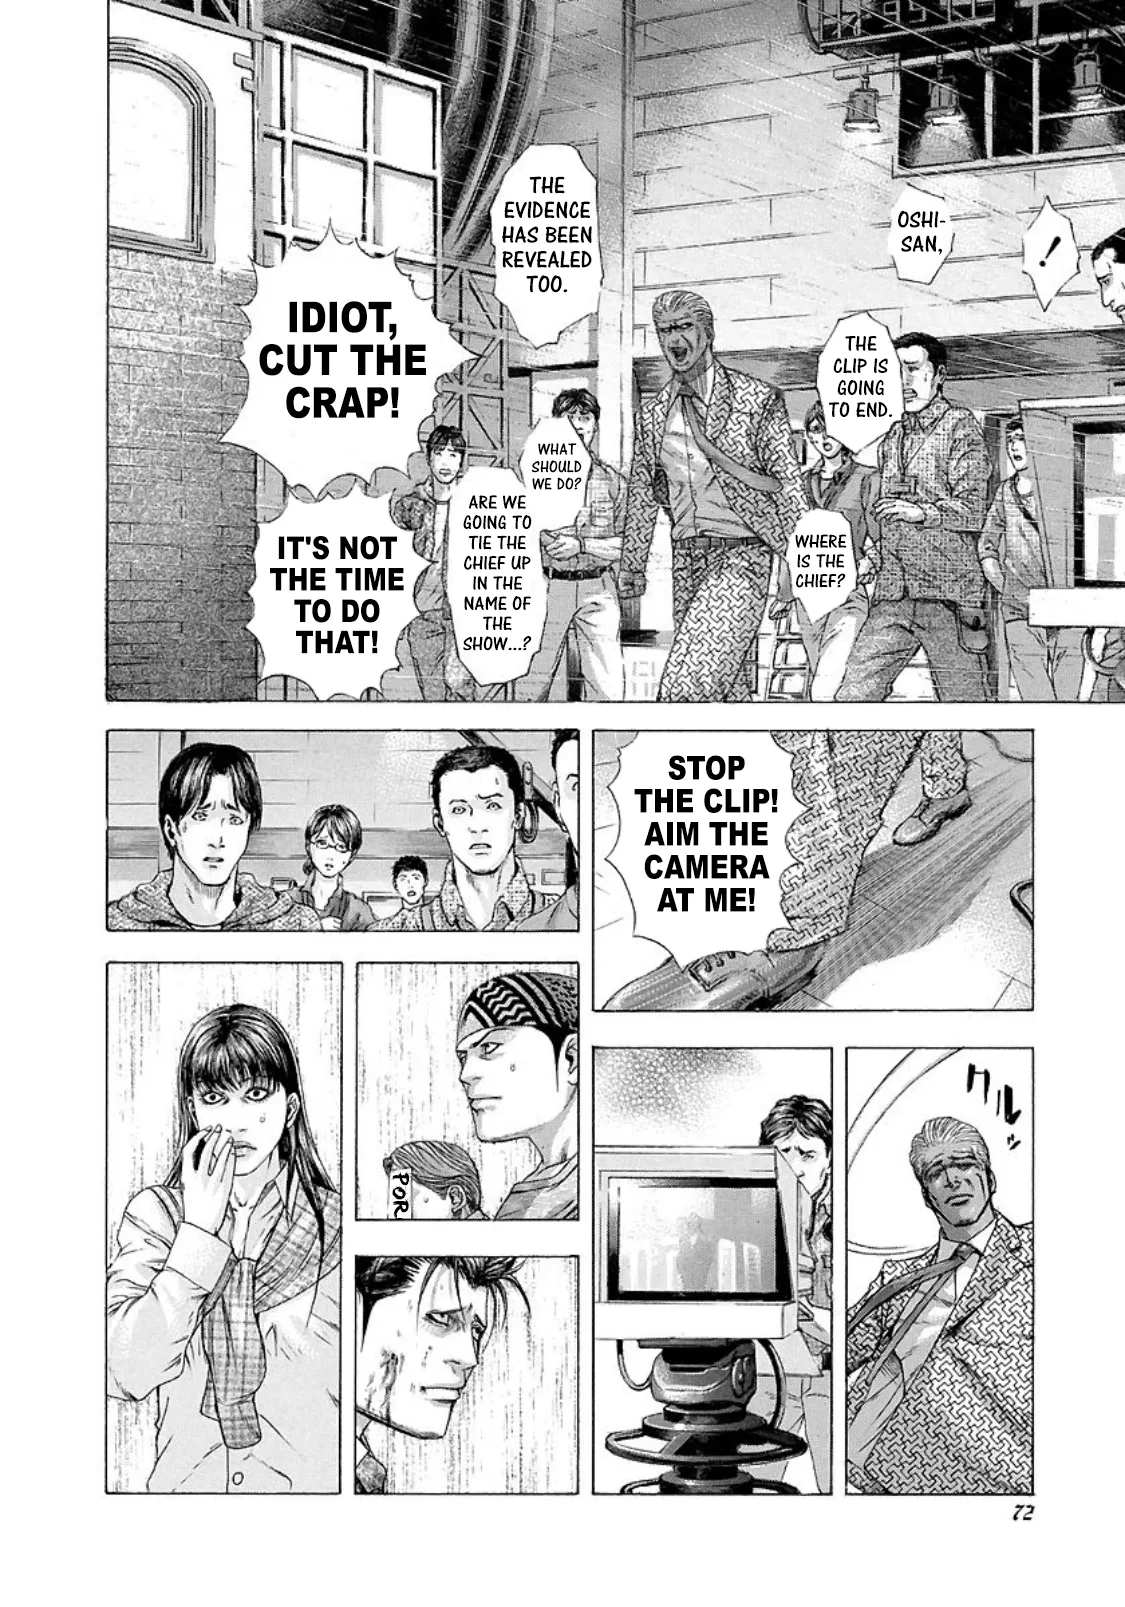 !
OSHI-
SAN,
THE
CLIP IS
GOING
TO END.
WHERE
IS THE
CHIEF?
THE
EVIDENCE
HAS BEEN
REVEALED
TOO.
WHAT
SHOULD
WE DO?
ARE WE
GOING TO
TIE THE
CHIEF UP
IN THE
NAME OF
THE
SHOW...?
IDIOT,
CUT THE
CRAP!
IT'S NOT
THE TIME
TO DO
THAT!
STOP
THE CLIP!
AIM THE
CAMERA
AT ME!
クルッ
POR
72